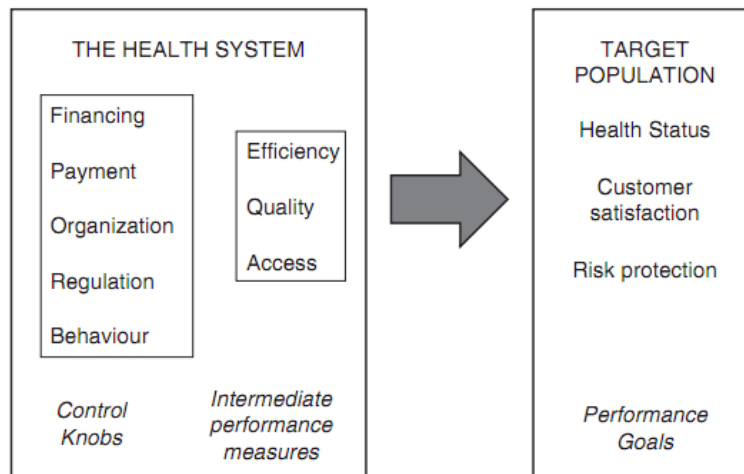 THE HEALTH SYSTEM
Financing
Payment
Organization
Regulation
Behaviour
Control
Knobs
Efficiency
Quality
Access
Intermediate
performance
measures
TARGET
POPULATION
Health Status
Customer
satisfaction
Risk protection
Performance
Goals